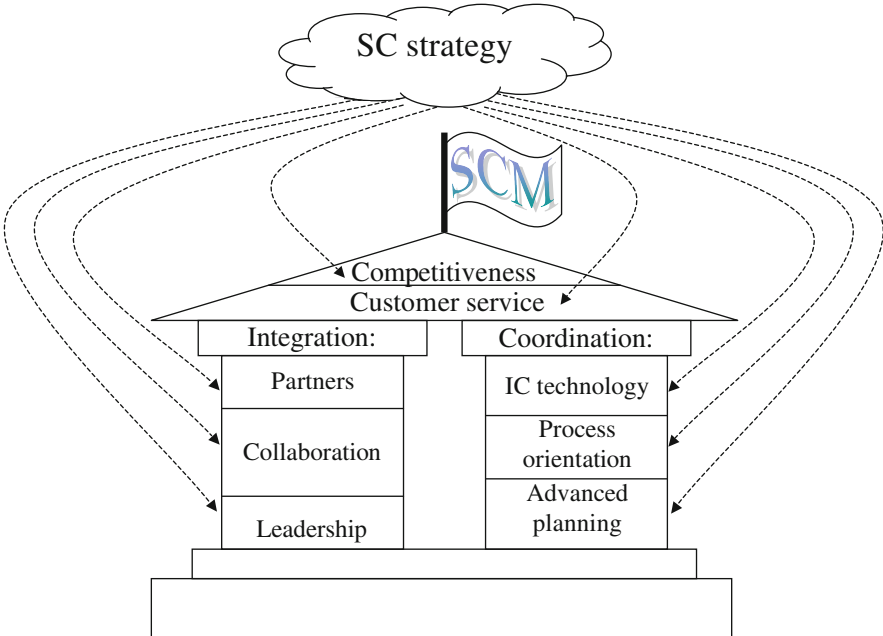 SC strategy
SCM
Competitiveness
Customer service
Integration:
Partners
Collaboration
Leadership
Coordination:
IC technology
Process
orientation
Advanced
planning